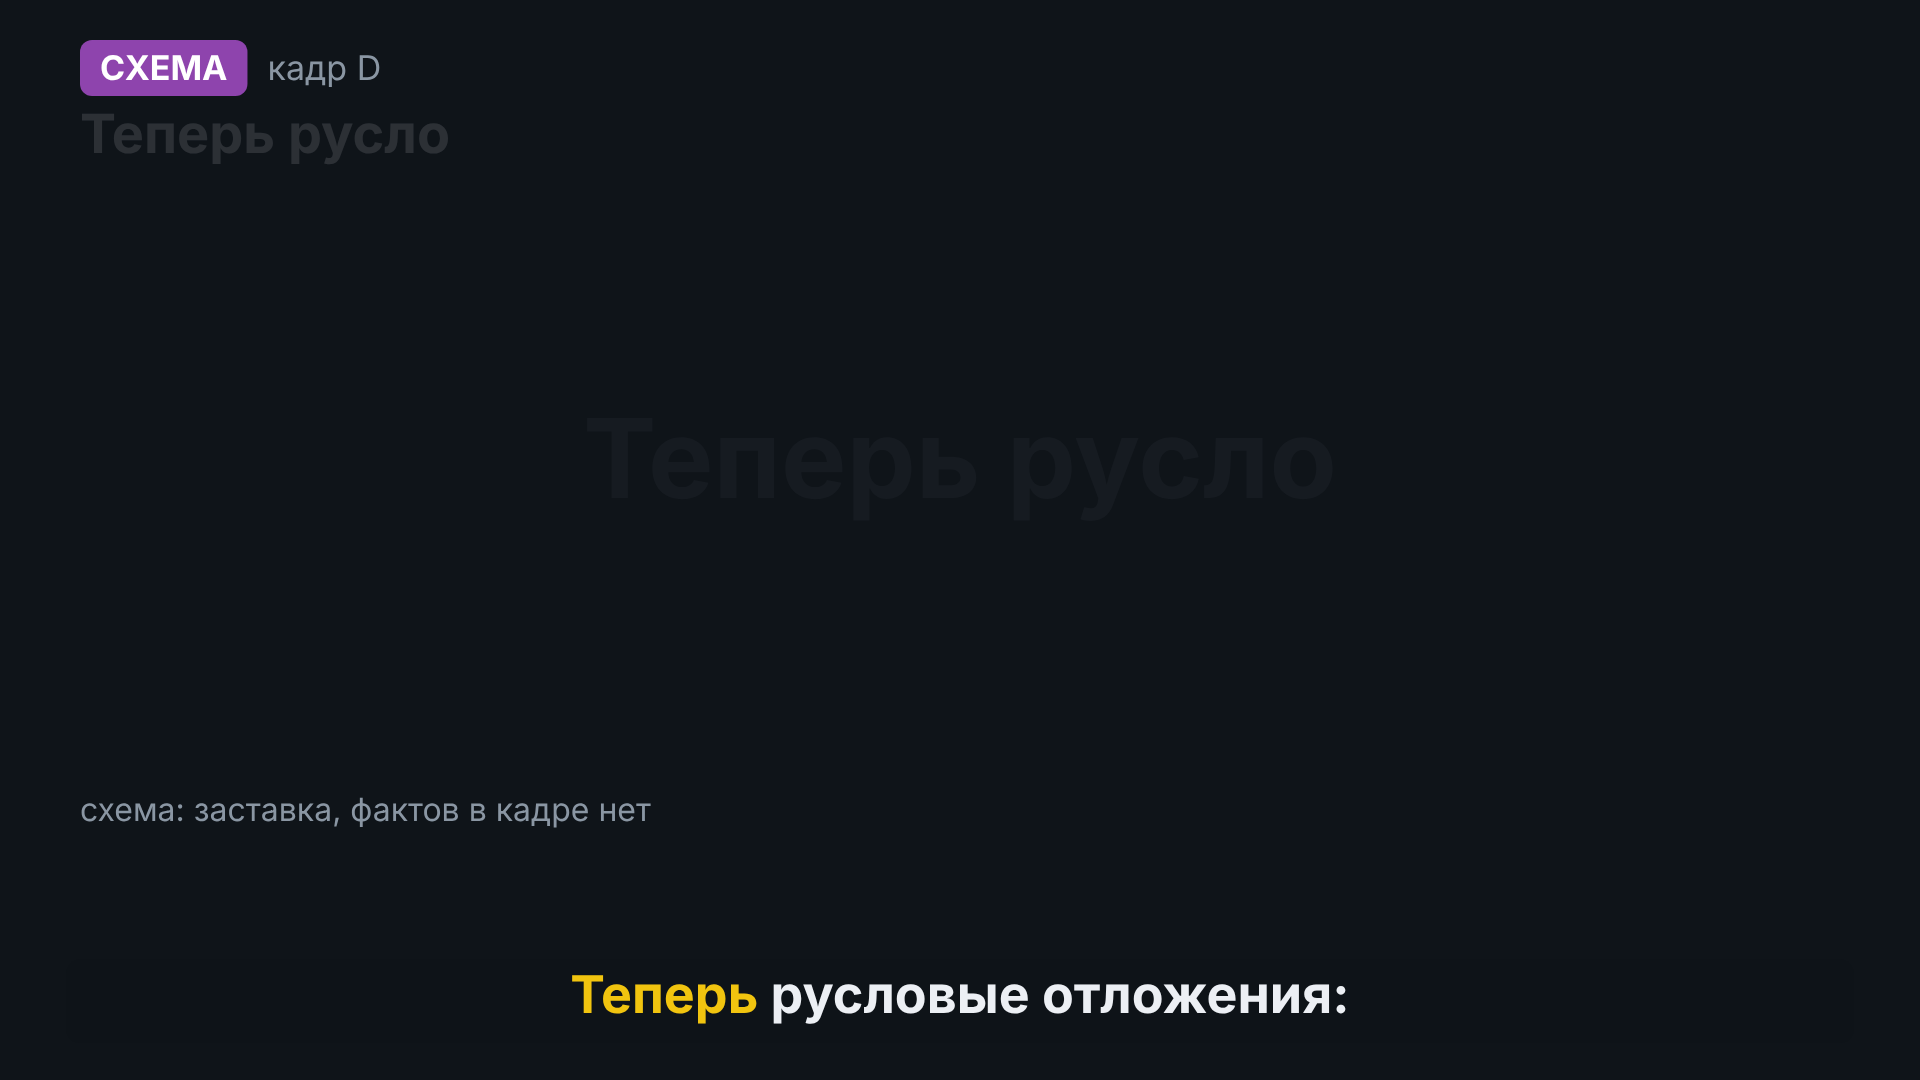 СХЕМА кадр D
Теперь русло
Теперь русло
схема: заставка, фактов в кадре нет
Теперь русловые отложения: